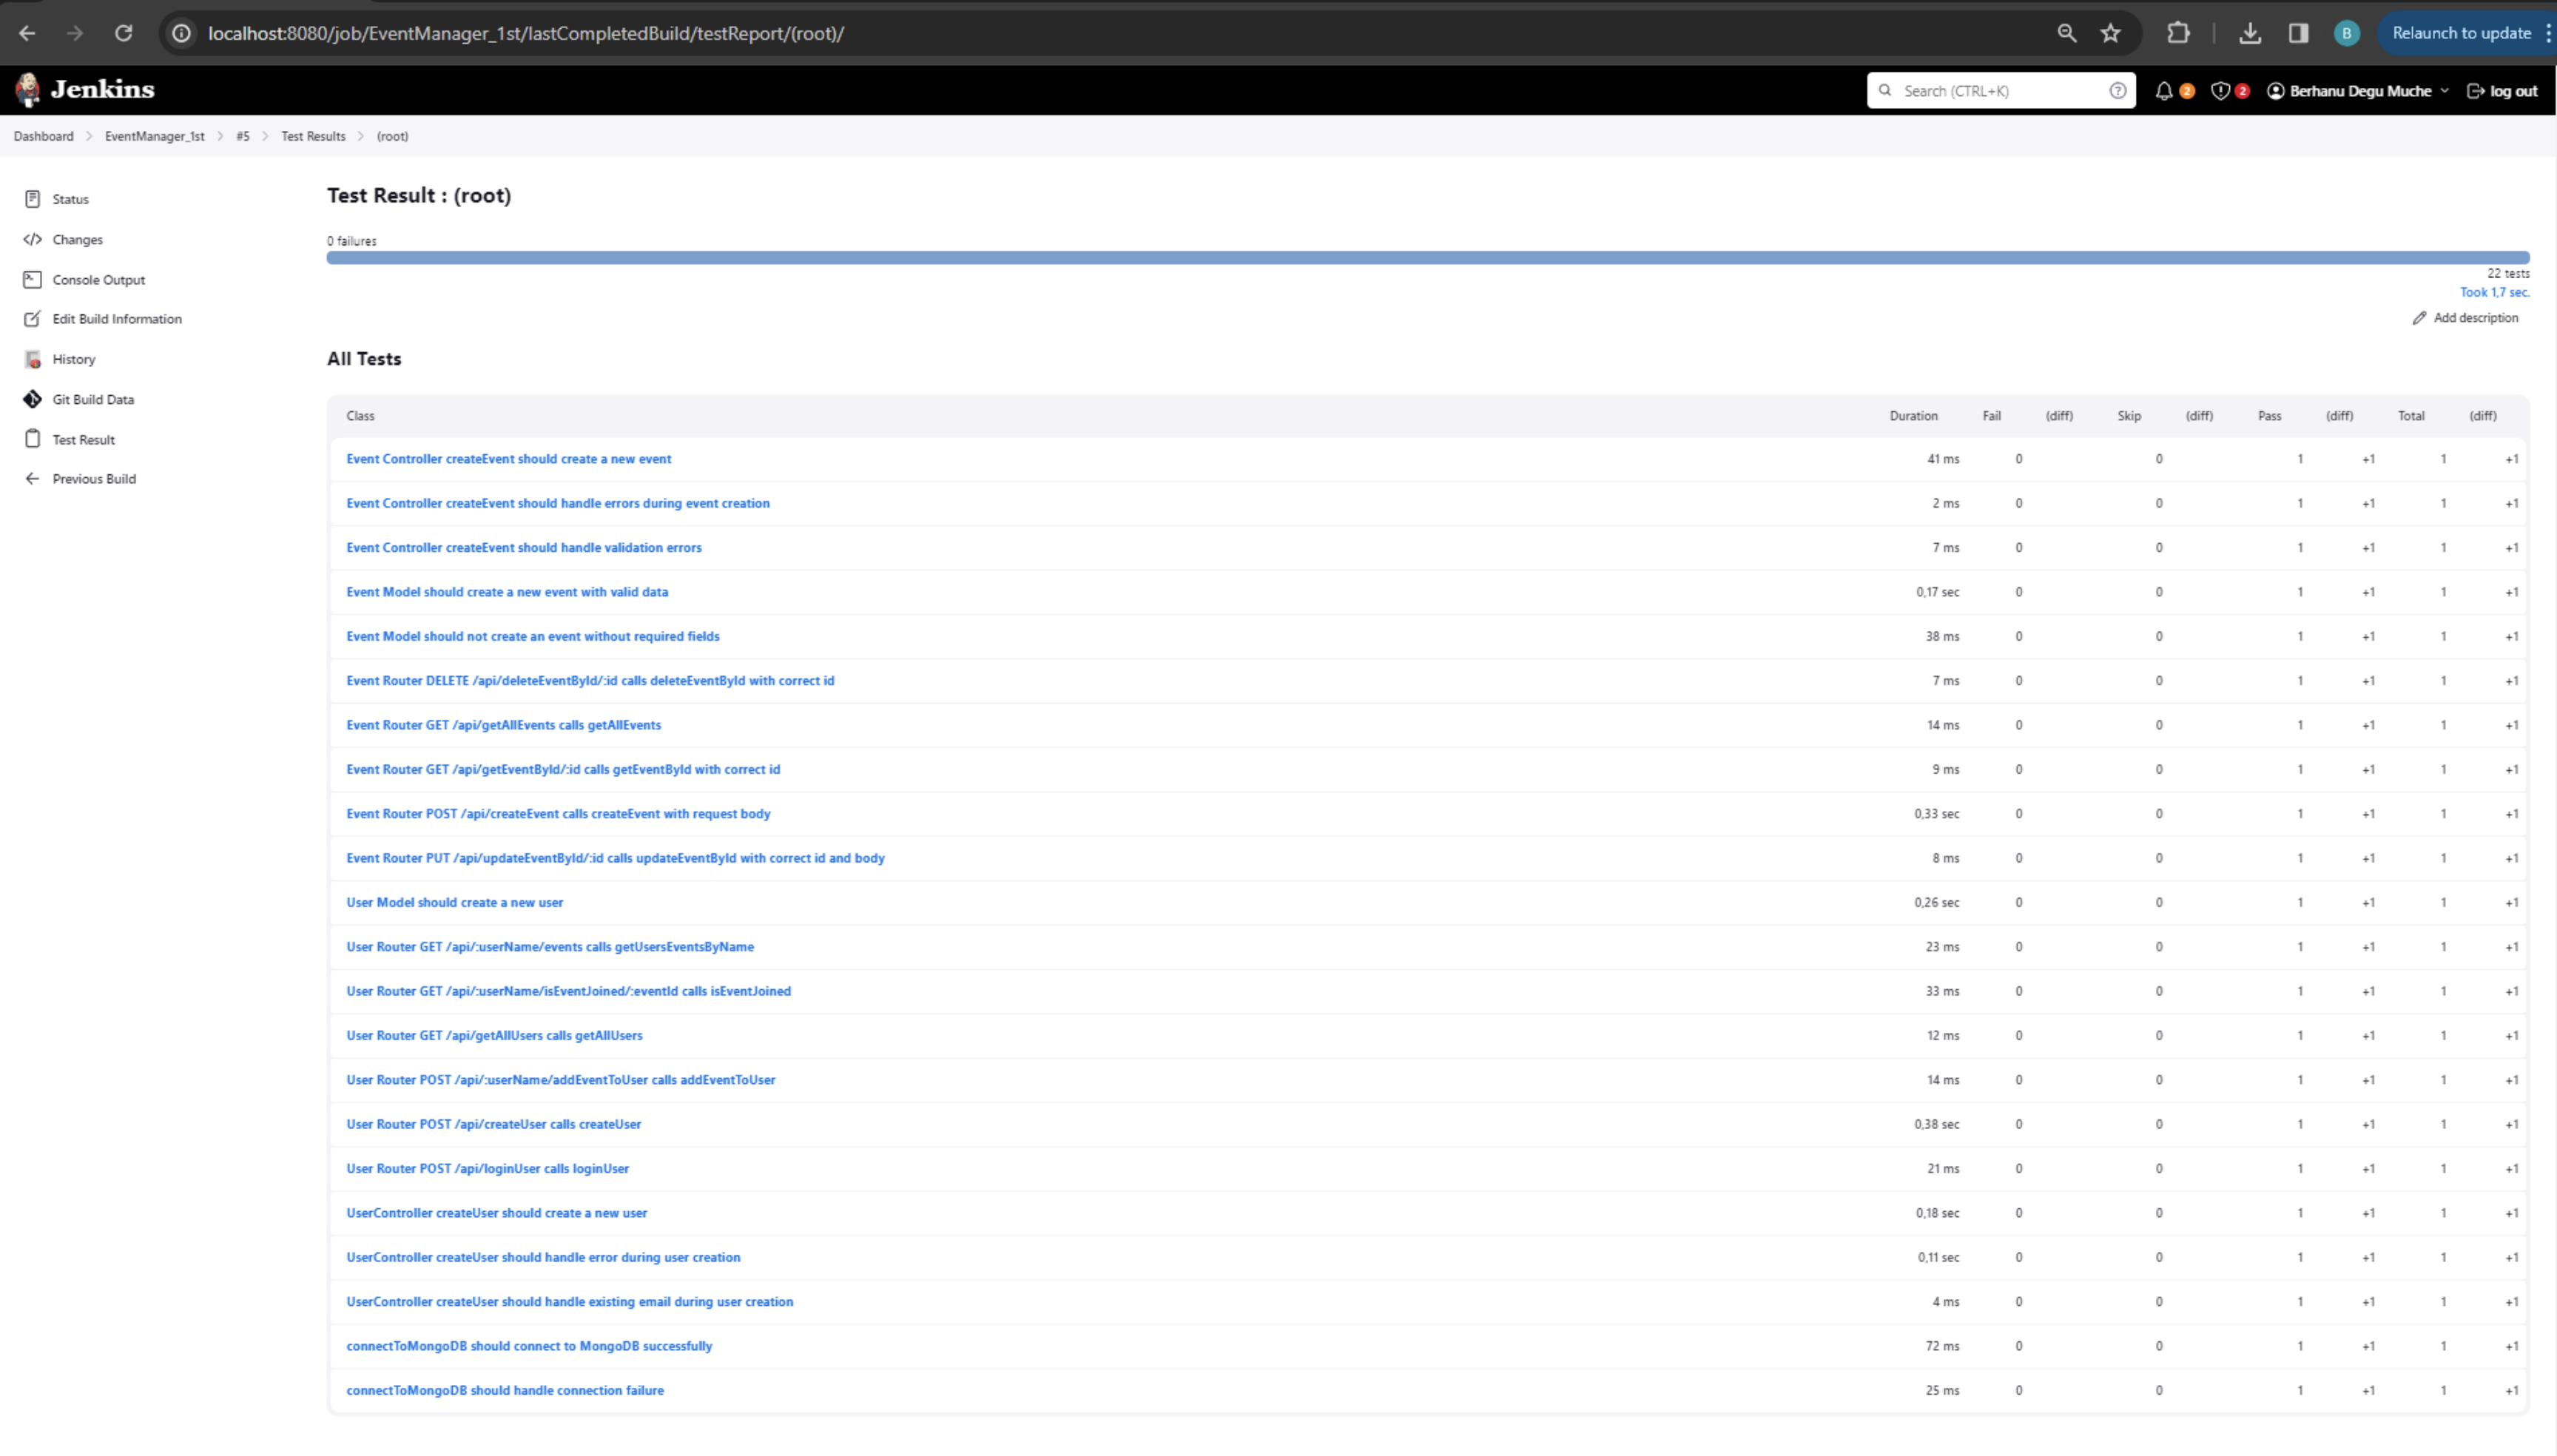 localhost:8080/job/EventManager_1st/lastCompletedBuild/testReport/(root)/
B
Relaunch to update
Jenkins
Search (CTRL+K)
2
2
Berhanu Degu Muche
log out
Dashboard > EventManager_1st > #5 > Test Results > (root)
Status
Changes
Console Output
Edit Build Information
History
Git Build Data
Test Result
Previous Build
Test Result : (root)
0 failures
22 tests
Took 1,7 sec.
Add description
All Tests
Class Duration Fail (diff) Skip (diff) Pass (diff) Total (diff)
Event Controller createEvent should create a new event 41 ms 0 0 1 +1 1 +1
Event Controller createEvent should handle errors during event creation 2 ms 0 0 1 +1 1 +1
Event Controller createEvent should handle validation errors 7 ms 0 0 1 +1 1 +1
Event Model should create a new event with valid data 0,17 sec 0 0 1 +1 1 +1
Event Model should not create an event without required fields 38 ms 0 0 1 +1 1 +1
Event Router DELETE /api/deleteEventById/:id calls deleteEventById with correct id 7 ms 0 0 1 +1 1 +1
Event Router GET /api/getAllEvents calls getAllEvents 14 ms 0 0 1 +1 1 +1
Event Router GET /api/getEventById/:id calls getEventById with correct id 9 ms 0 0 1 +1 1 +1
Event Router POST /api/createEvent calls createEvent with request body 0,33 sec 0 0 1 +1 1 +1
Event Router PUT /api/updateEventById/:id calls updateEventById with correct id and body 8 ms 0 0 1 +1 1 +1
User Model should create a new user 0,26 sec 0 0 1 +1 1 +1
User Router GET /api/:userName/events calls getUsersEventsByName 23 ms 0 0 1 +1 1 +1
User Router GET /api/:userName/isEventJoined/:eventId calls isEventJoined 33 ms 0 0 1 +1 1 +1
User Router GET /api/getAllUsers calls getAllUsers 12 ms 0 0 1 +1 1 +1
User Router POST /api/:userName/addEventToUser calls addEventToUser 14 ms 0 0 1 +1 1 +1
User Router POST /api/createUser calls createUser 0,38 sec 0 0 1 +1 1 +1
User Router POST /api/loginUser calls loginUser 21 ms 0 0 1 +1 1 +1
UserController createUser should create a new user 0,18 sec 0 0 1 +1 1 +1
UserController createUser should handle error during user creation 0,11 sec 0 0 1 +1 1 +1
UserController createUser should handle existing email during user creation 4 ms 0 0 1 +1 1 +1
connectToMongoDB should connect to MongoDB successfully 72 ms 0 0 1 +1 1 +1
connectToMongoDB should handle connection failure 25 ms 0 0 1 +1 1 +1